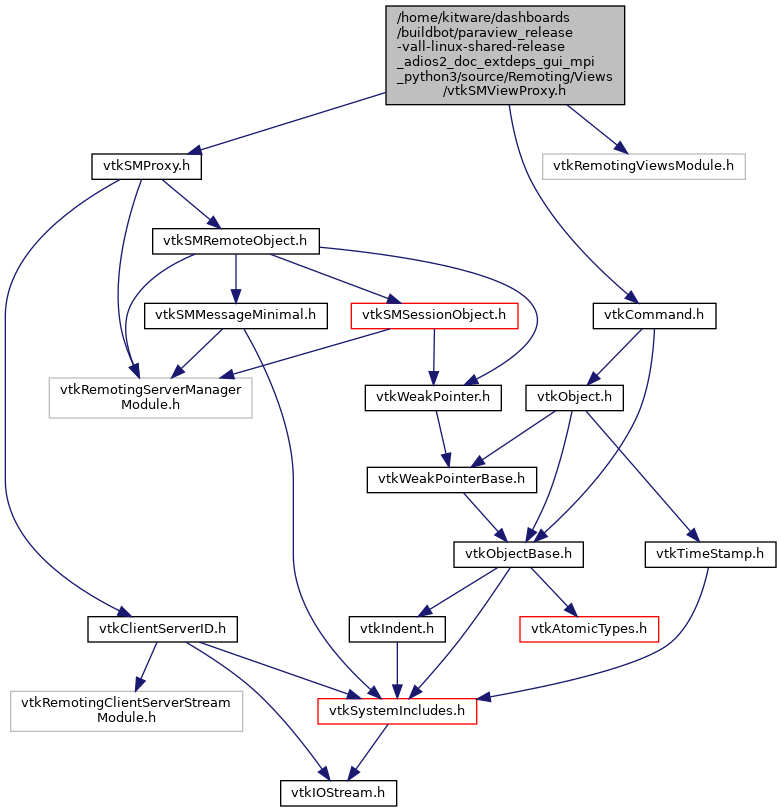 /home/kitware/dashboards
/buildbot/paraview_release
-vall-linux-shared-release
_adios2_doc_extdeps_gui_mpi
_python3/source/Remoting/Views
/vtkSMViewProxy.h
vtkSMProxy.h
vtkRemotingViewsModule.h
vtkSMRemoteObject.h
vtkSMMessageMinimal.h
vtkSMSessionObject.h
vtkCommand.h
vtkRemotingServerManager
Module.h
vtkWeakPointer.h
vtkObject.h
vtkWeakPointerBase.h
vtkObjectBase.h
vtkTimeStamp.h
vtkClientServerID.h
vtkIndent.h
vtkAtomicTypes.h
vtkRemotingClientServerStream
Module.h
vtkSystemIncludes.h
vtkIOStream.h